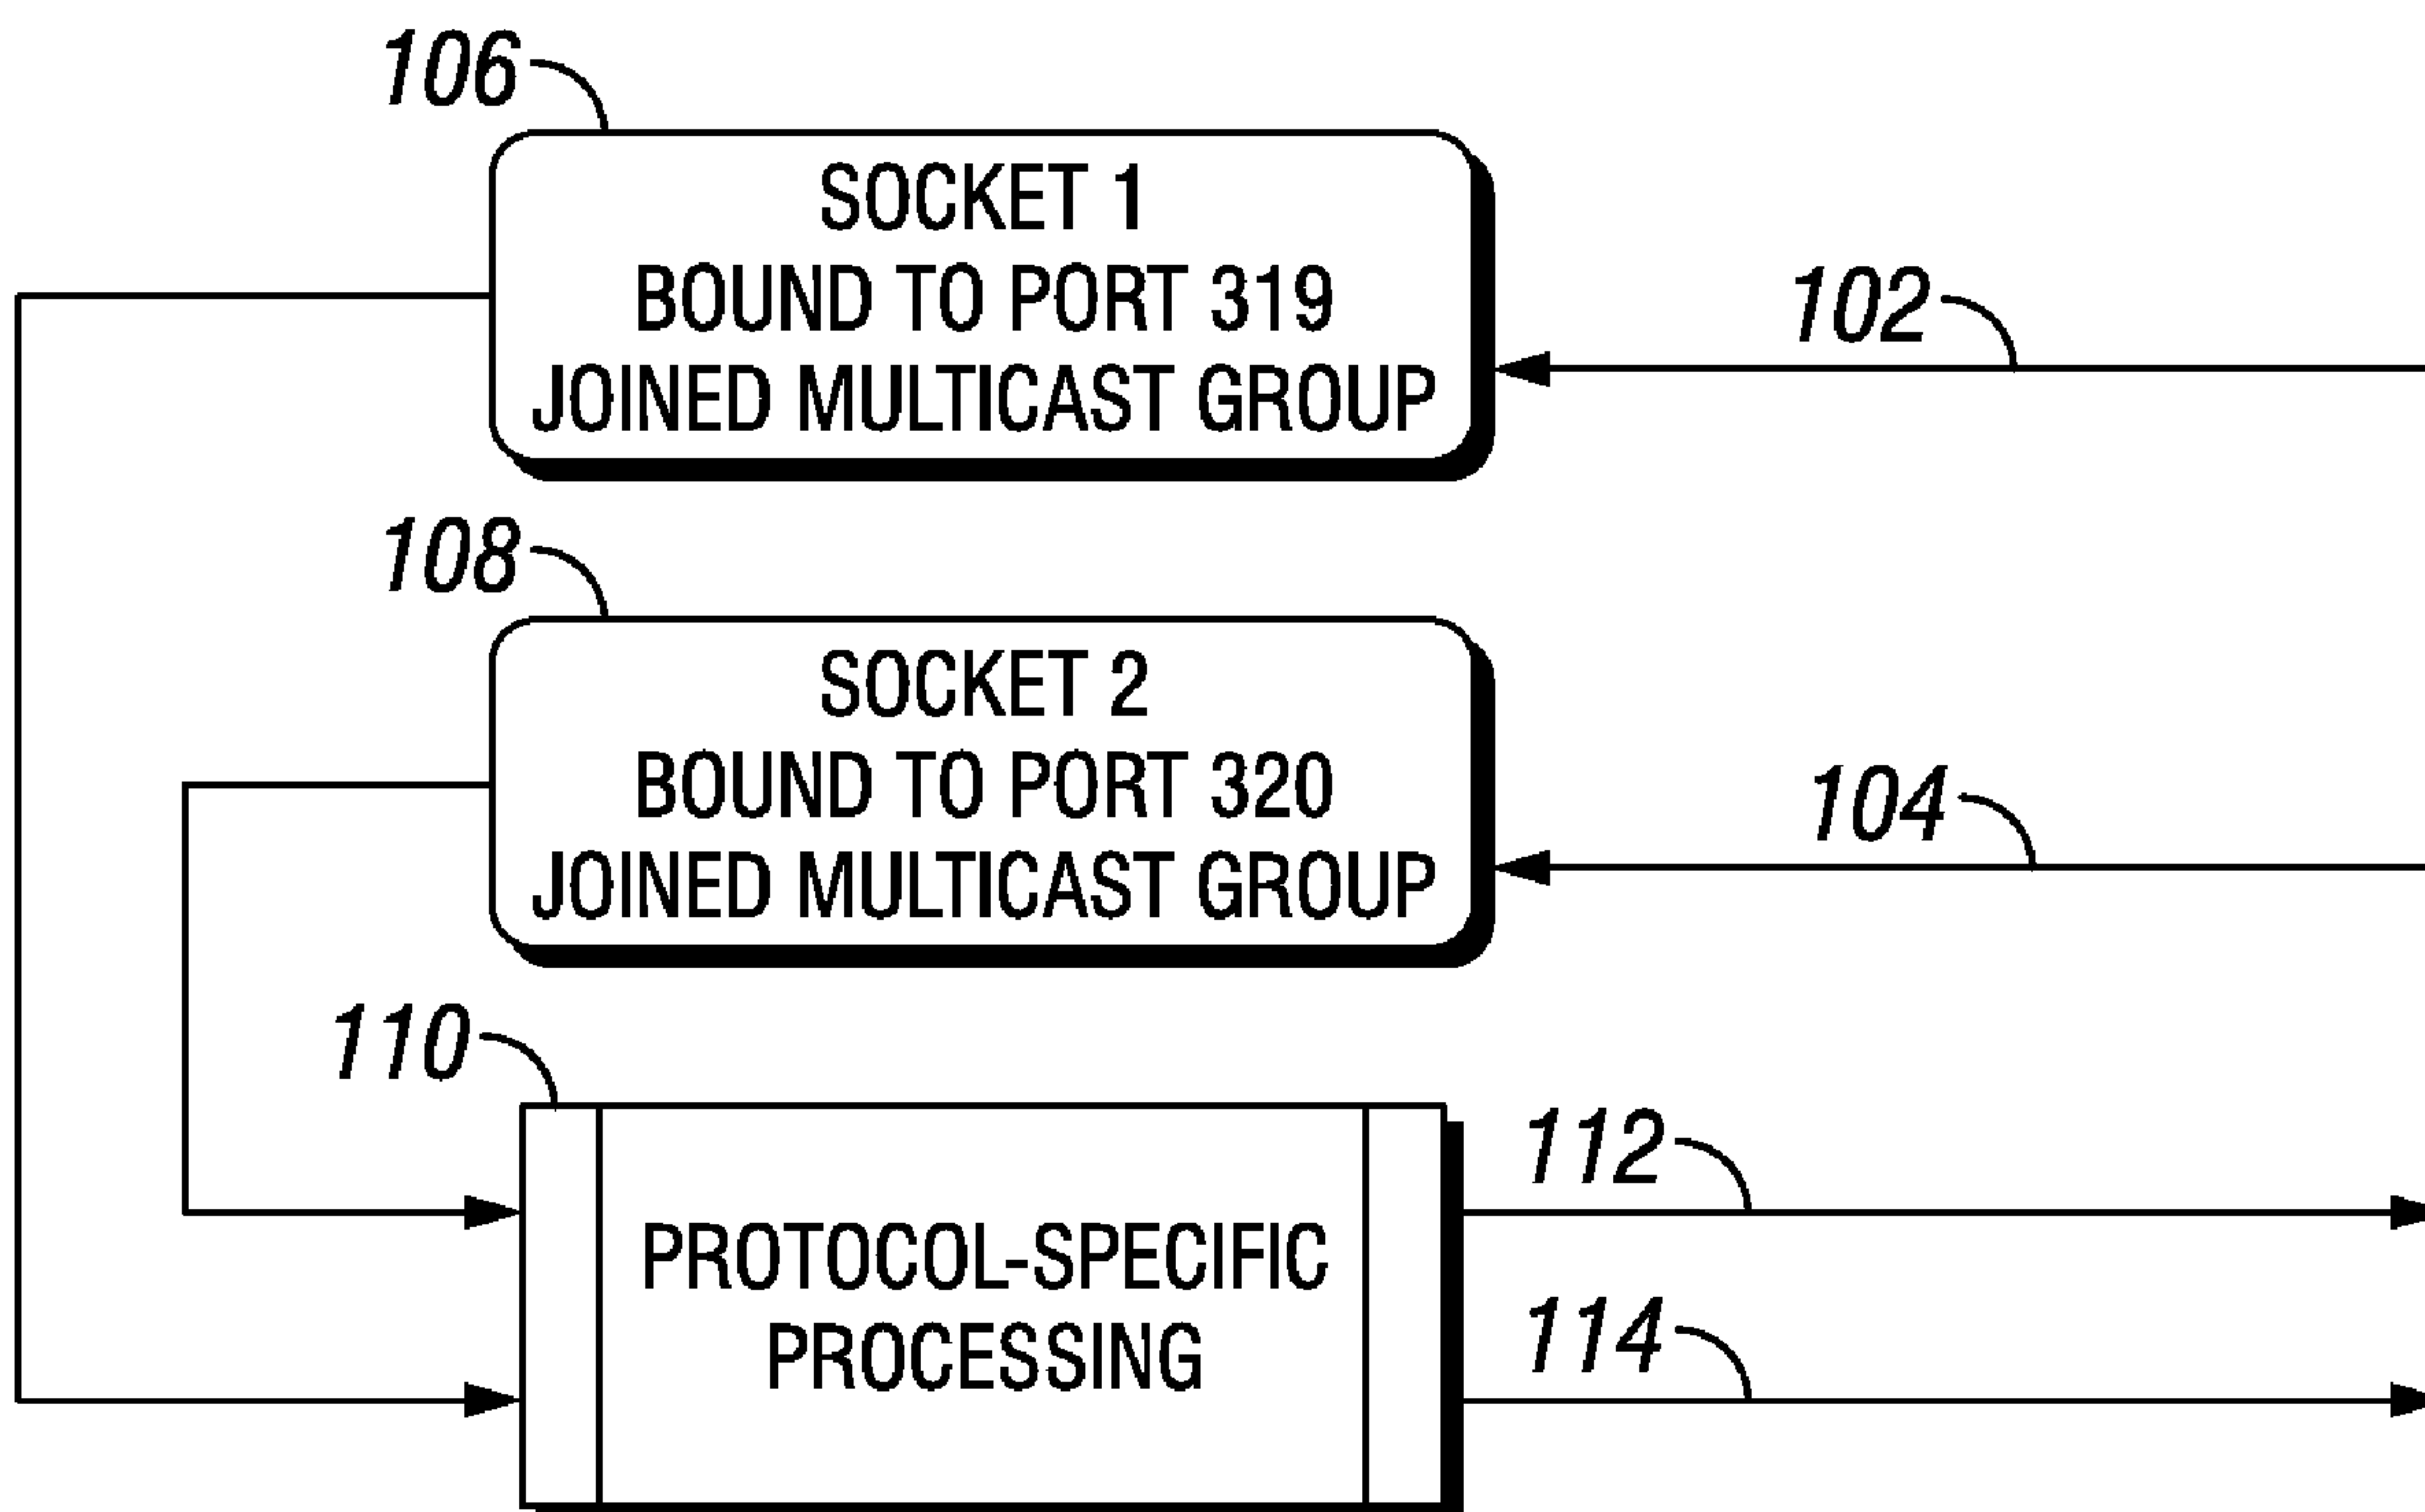 106
SOCKET 1
BOUND TO PORT 319
JOINED MULTICAST GROUP
102
108
SOCKET 2
BOUND TO PORT 320
JOINED MULTICAST GROUP
104
110
PROTOCOL-SPECIFIC
PROCESSING
112
114